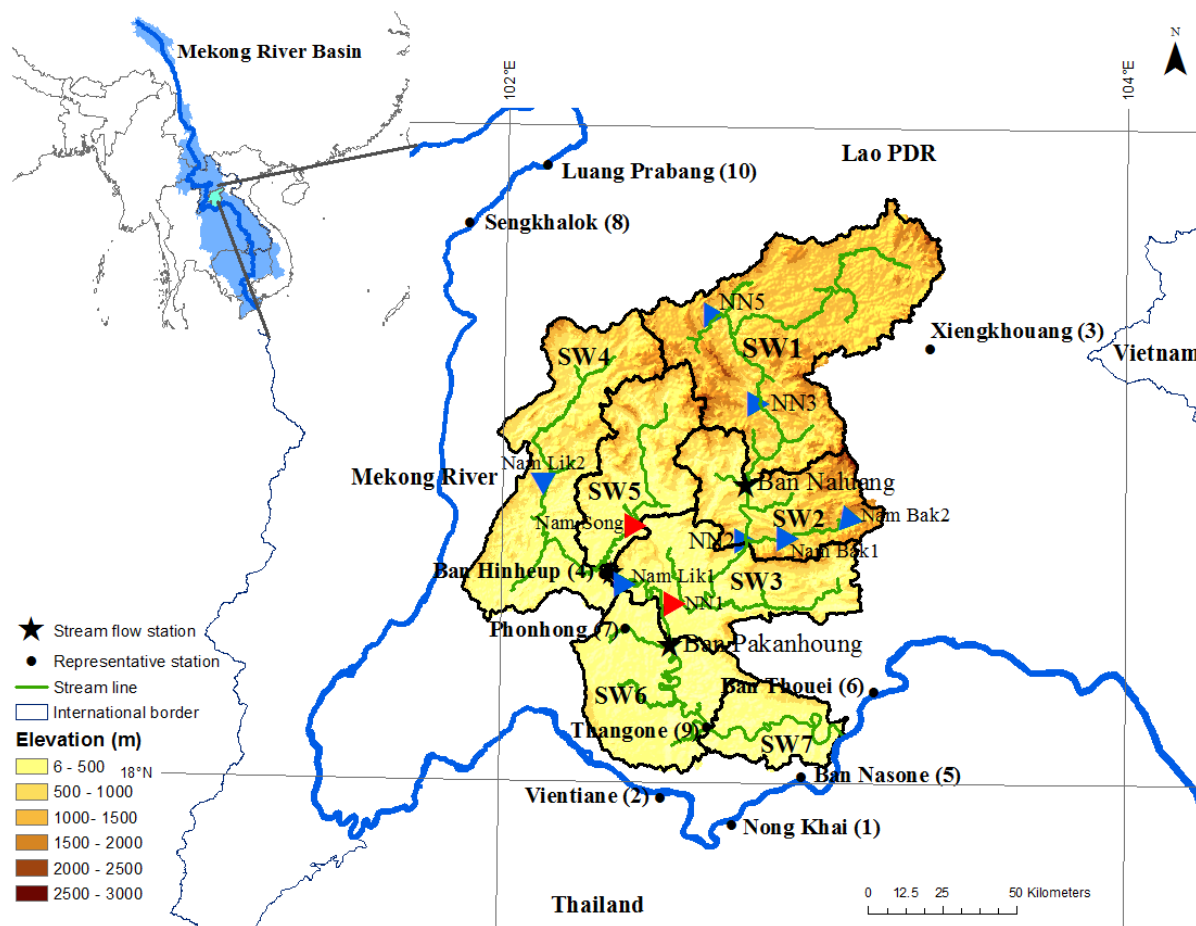 Mekong River Basin
N
102°E
104°E
Lao PDR
Luang Prabang (10)
Sengkhalok (8)
NN5
Xiengkhouang (3)
SW1
Vietnam
SW4
NN3
Nam Lik2
Mekong River
Ban Naluang
SW5
SW2
Nam Bak2
Nam Song
NN2
Nam Bak1
Ban Hinheup (4)
Nam Lik1
SW3
NN1
Phonhong (7)
Ban Pakanhoung
Stream flow station
Representative station
Ban Thouei (6)
Stream line
SW6
International border
Thangone (9)
SW7
Elevation (m)
6 - 500
18°N
Ban Nasone (5)
500 - 1000
Vientiane (2)
1000- 1500
Nong Khai (1)
1500 - 2000
2000 - 2500
2500 - 3000
0 12.5 25 50 Kilometers
Thailand